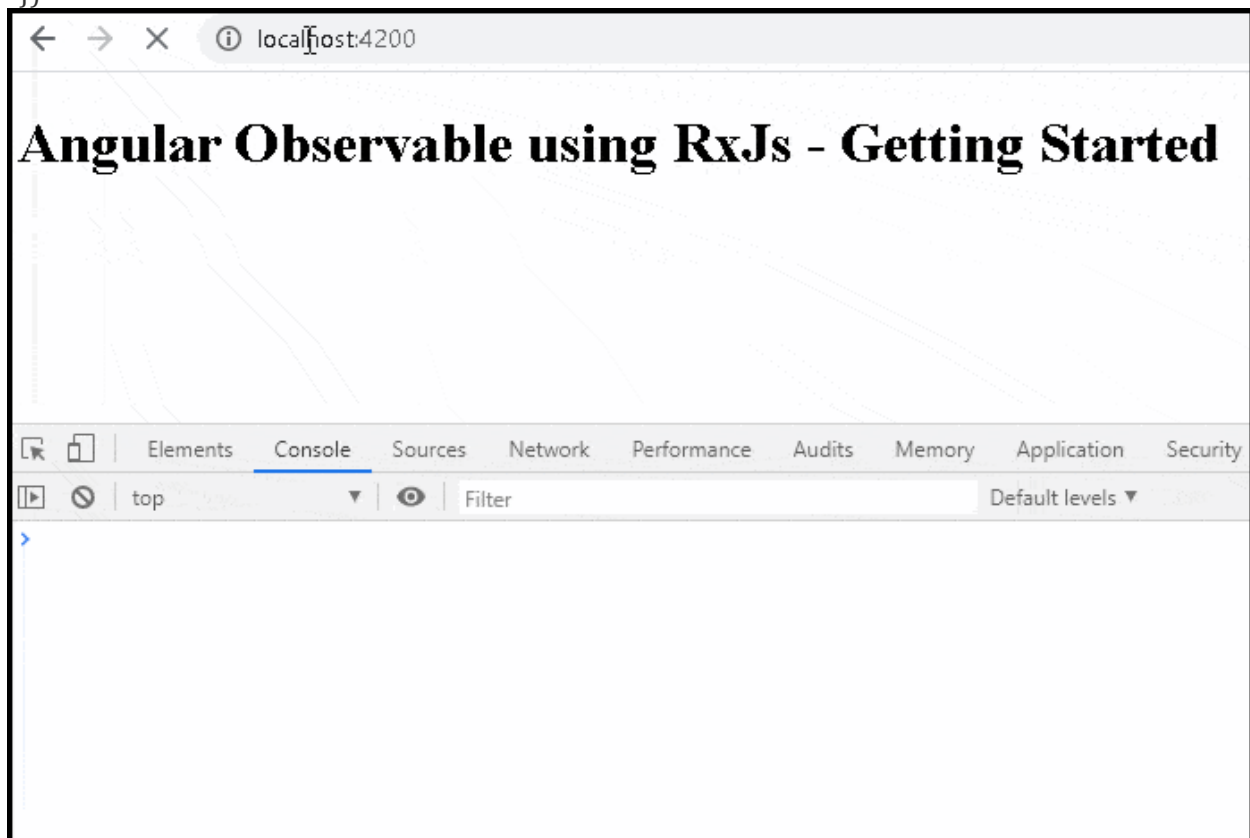 localhost:4200
Angular Observable using RxJs - Getting Started
Elements Console Sources Network Performance Audits Memory Application Security
top Filter Default levels